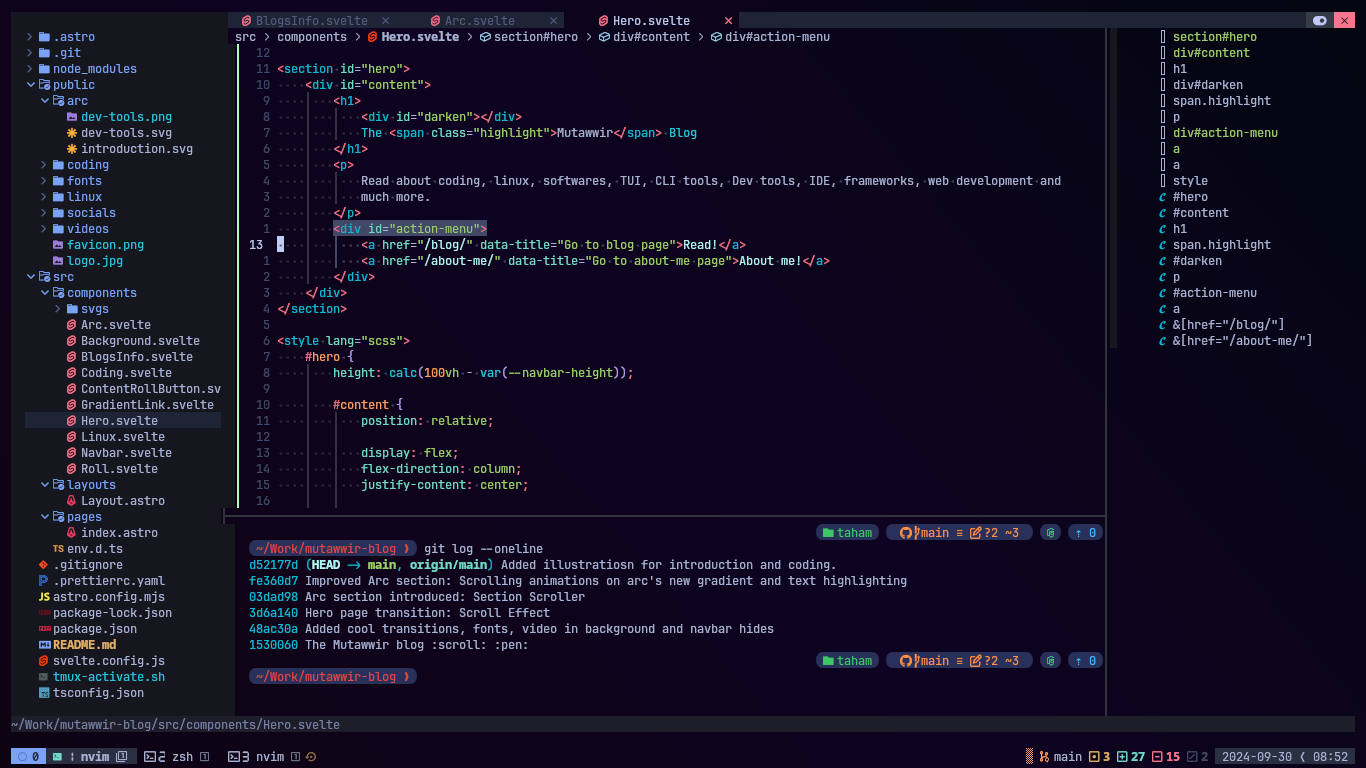 BlogsInfo.svelte ×
Arc.svelte ×
Hero.svelte ×
.astro
.git
node_modules
public
arc
dev-tools.png
dev-tools.svg
introduction.svg
coding
fonts
linux
socials
videos
favicon.png
logo.jpg
src
components
svgs
Arc.svelte
Background.svelte
BlogsInfo.svelte
Coding.svelte
ContentRollButton.sv
GradientLink.svelte
Hero.svelte
Linux.svelte
Navbar.svelte
Roll.svelte
layouts
Layout.astro
pages
index.astro
TS env.d.ts
.gitignore
.prettierrc.yaml
JS astro.config.mjs
package-lock.json
package.json
README.md
svelte.config.js
tmux-activate.sh
tsconfig.json
src > components > Hero.svelte > section#hero > div#content > div#action-menu
12
11 <section id="hero">
10 <div id="content">
9 <h1>
8 <div id="darken"></div>
7 The <span class="highlight">Mutawwir</span> Blog
6 </h1>
5 <p>
4 Read about coding, linux, softwares, TUI, CLI tools, Dev tools, IDE, frameworks, web development and
3 much more.
2 </p>
1 <div id="action-menu">
13 <a href="/blog/" data-title="Go to blog page">Read!</a>
1 <a href="/about-me/" data-title="Go to about-me page">About me!</a>
2 </div>
3 </div>
4 </section>
5
6 <style lang="scss">
7 #hero {
8 height: calc(100vh - var(--navbar-height));
9
10 #content {
11 position: relative;
12
13 display: flex;
14 flex-direction: column;
15 justify-content: center;
16
section#hero
div#content
h1
div#darken
span.highlight
p
div#action-menu
a
a
style
#hero
#content
h1
span.highlight
#darken
p
#action-menu
a
&[href="/blog/"]
&[href="/about-me/"]
taham main ≡ ?2 ~3 ↑ 0
~/Work/mutawwir-blog ❯ git log --oneline
d52177d (HEAD -> main, origin/main) Added illustratiosn for introduction and coding.
fe360d7 Improved Arc section: Scrolling animations on arc's new gradient and text highlighting
03dad98 Arc section introduced: Section Scroller
3d6a140 Hero page transition: Scroll Effect
48ac30a Added cool transitions, fonts, video in background and navbar hides
1530060 The Mutawwir blog :scroll: :pen:
taham main ≡ ?2 ~3 ↑ 0
~/Work/mutawwir-blog ❯
~/Work/mutawwir-blog/src/components/Hero.svelte
0 nvim 1 2 zsh 1 3 nvim 1 main 3 27 15 2 2024-09-30 ❬ 08:52